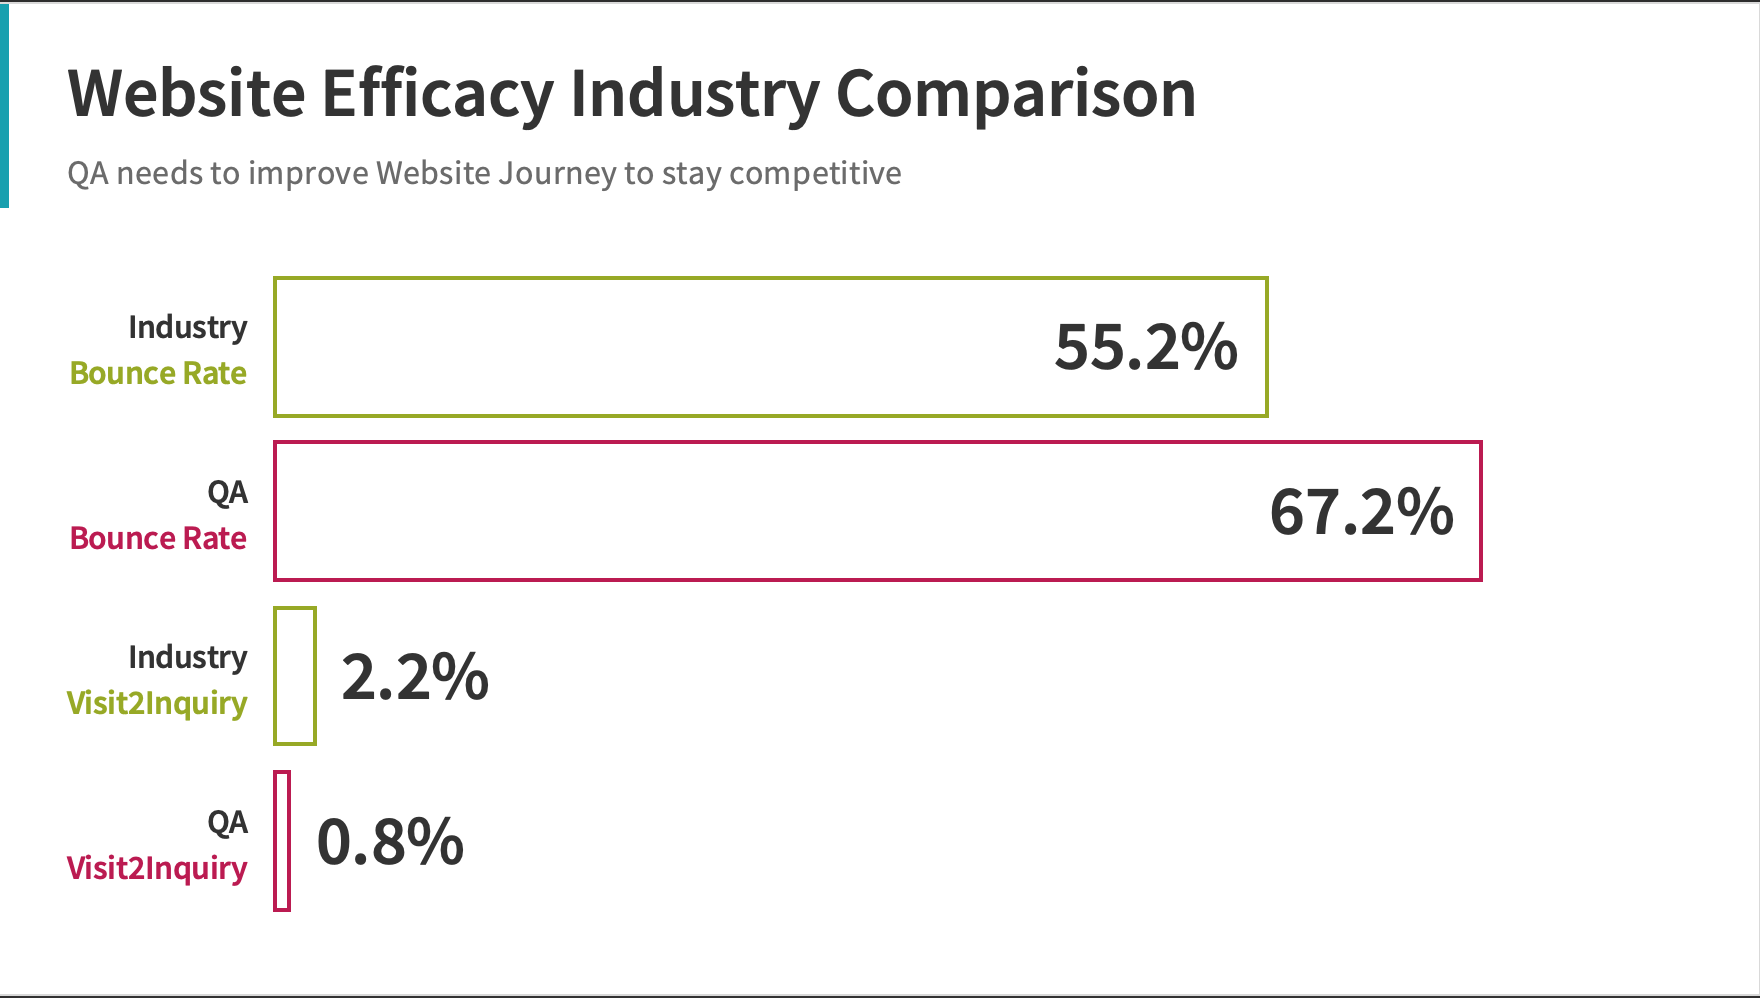 Website Efficacy Industry Comparison
QA needs to improve Website Journey to stay competitive
Industry
Bounce Rate
55.2%
QA
Bounce Rate
67.2%
Industry
Visit2Inquiry
2.2%
QA
Visit2Inquiry
0.8%